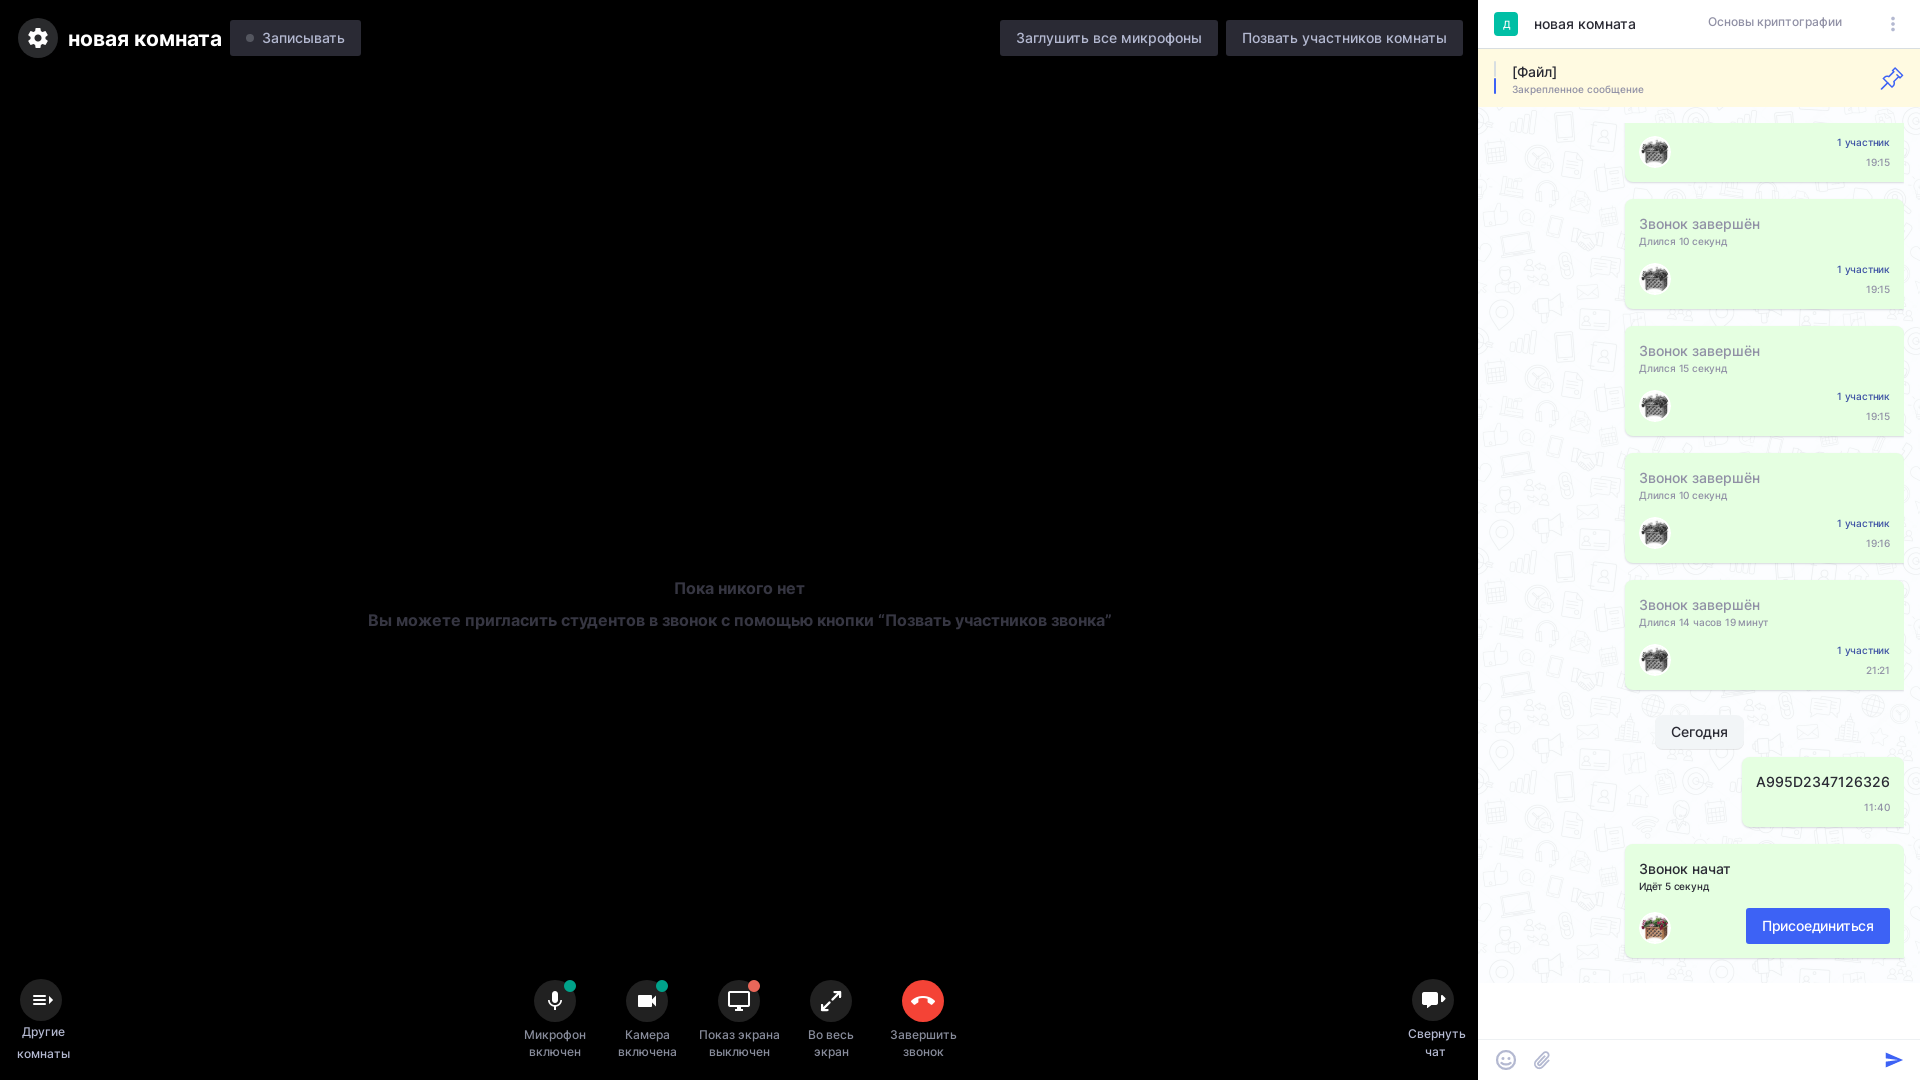 новая комната
Записывать
Заглушить все микрофоны
Позвать участников комнаты
Пока никого нет
Вы можете пригласить студентов в звонок с помощью кнопки “Позвать участников звонка”
Другие
комнаты
Микрофон
включен
Камера
включена
Показ экрана
выключен
Во весь
экран
Завершить
звонок
Свернуть
чат
Д
новая комната
Основы криптографии
[Файл]
Закрепленное сообщение
1 участник
19:15
Звонок завершён
Длился 10 секунд
1 участник
19:15
Звонок завершён
Длился 15 секунд
1 участник
19:15
Звонок завершён
Длился 10 секунд
1 участник
19:16
Звонок завершён
Длился 14 часов 19 минут
1 участник
21:21
Сегодня
A995D2347126326
11:40
Звонок начат
Идёт 5 секунд
Присоединиться